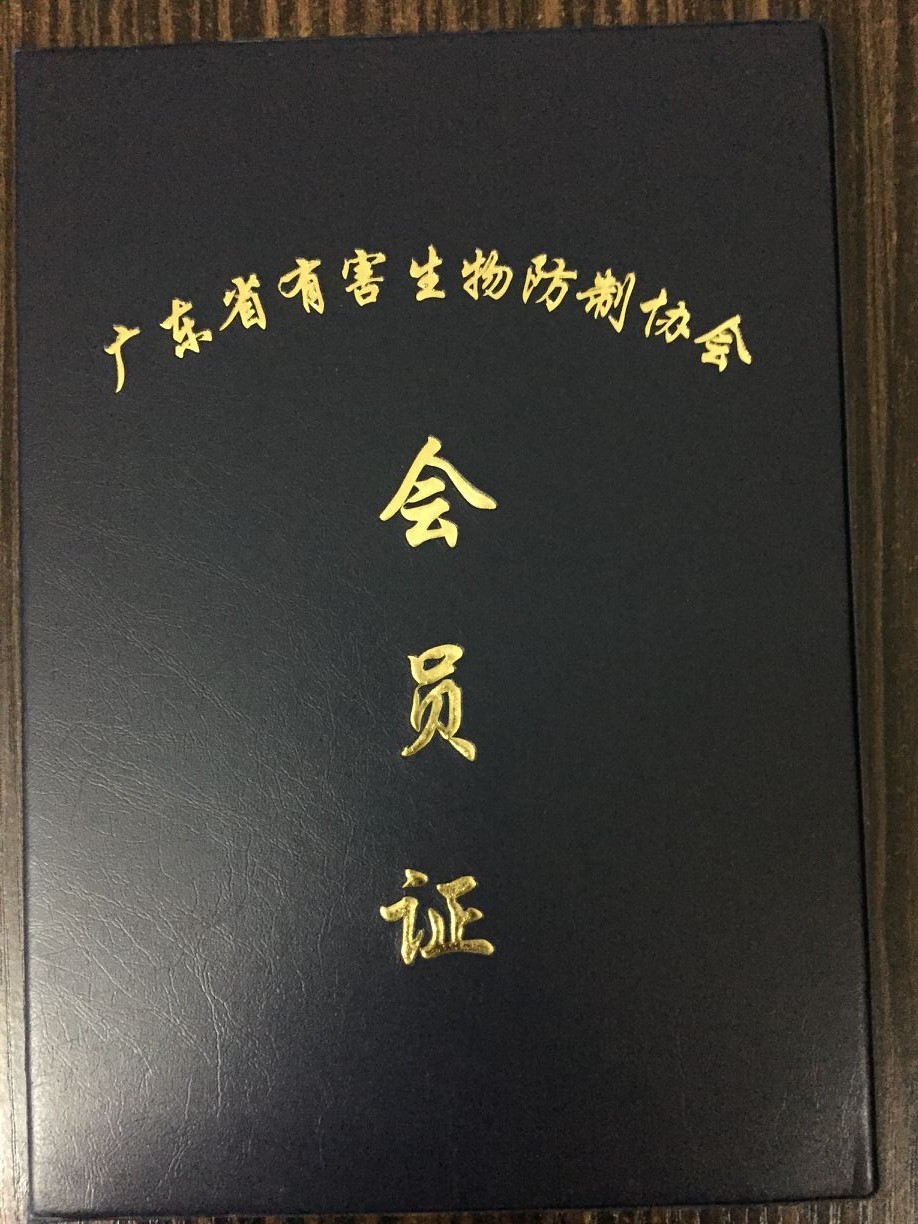 广东省有害生物防制协会
会
员
证